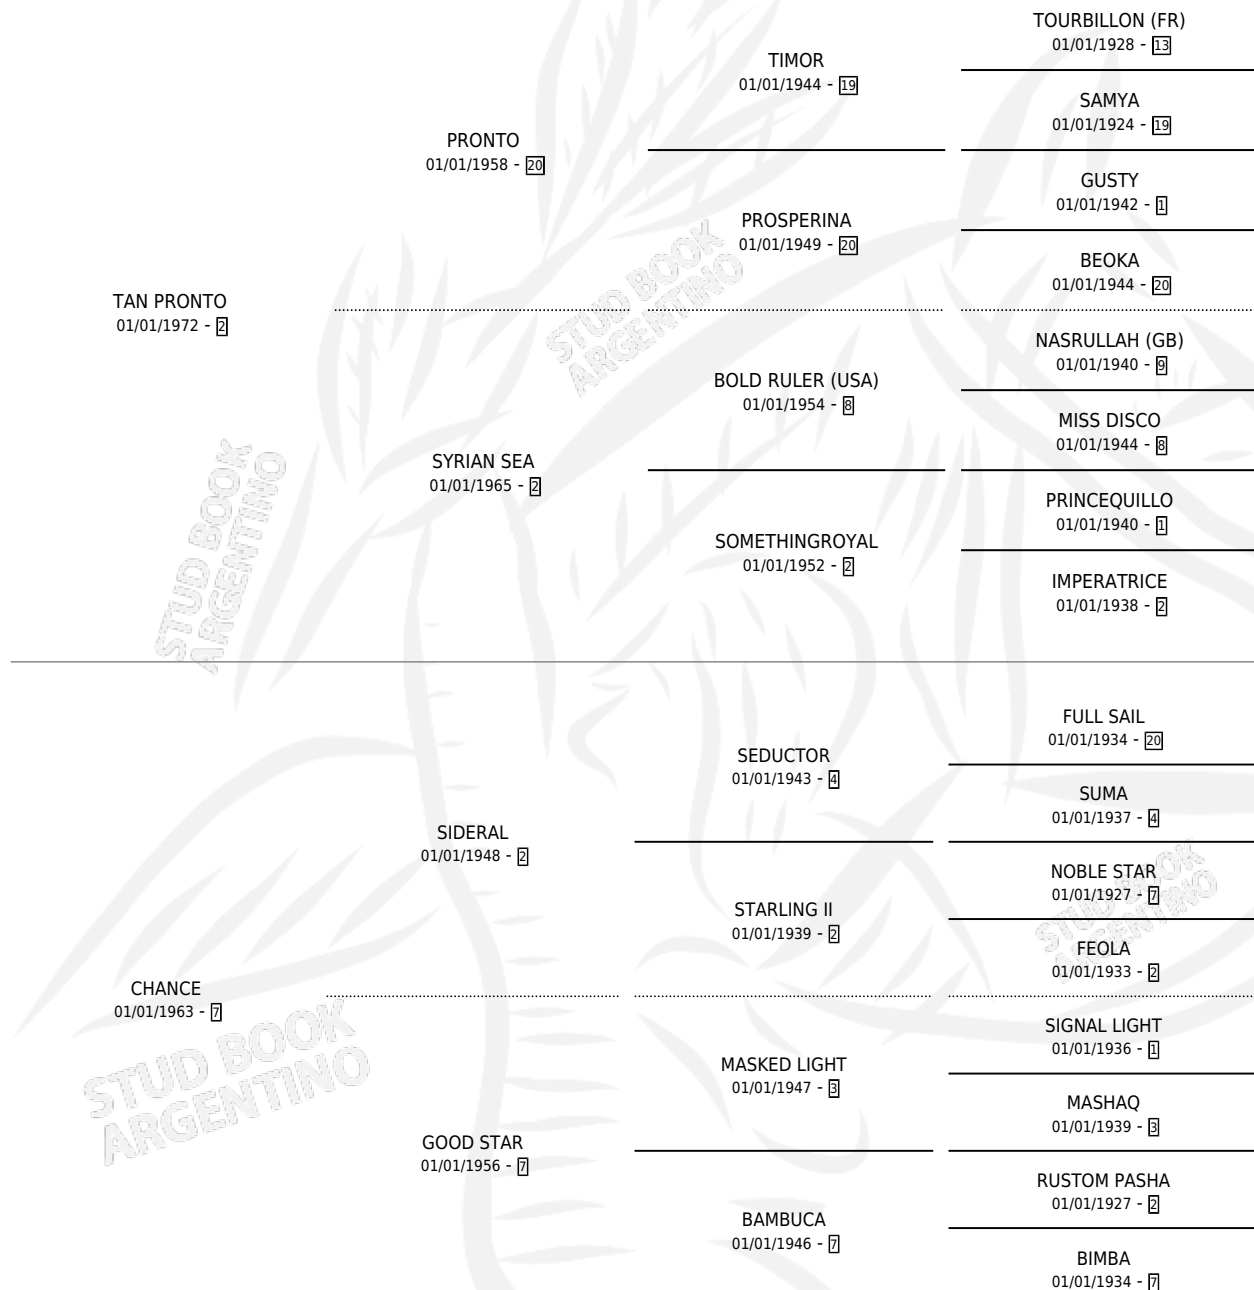 TOURBILLON (FR)
01/01/1928 - 13
TIMOR
01/01/1944 - 19
SAMYA
01/01/1924 - 19
PRONTO
01/01/1958 - 20
GUSTY
01/01/1942 - 1
PROSPERINA
01/01/1949 - 20
BEOKA
01/01/1944 - 20
TAN PRONTO
01/01/1972 - 2
NASRULLAH (GB)
01/01/1940 - 9
BOLD RULER (USA)
01/01/1954 - 8
MISS DISCO
01/01/1944 - 8
SYRIAN SEA
01/01/1965 - 2
PRINCEQUILLO
01/01/1940 - 1
SOMETHINGROYAL
01/01/1952 - 2
IMPERATRICE
01/01/1938 - 2
FULL SAIL
01/01/1934 - 20
SEDUCTOR
01/01/1943 - 4
SUMA
01/01/1937 - 4
SIDERAL
01/01/1948 - 2
NOBLE STAR
01/01/1927 - 7
STARLING II
01/01/1939 - 2
FEOLA
01/01/1933 - 2
CHANCE
01/01/1963 - 7
SIGNAL LIGHT
01/01/1936 - 1
MASKED LIGHT
01/01/1947 - 3
MASHAQ
01/01/1939 - 3
GOOD STAR
01/01/1956 - 7
RUSTOM PASHA
01/01/1927 - 2
BAMBUCA
01/01/1946 - 7
BIMBA
01/01/1934 - 7
STUD BOOK
ARGENTINO
STUD BOOK
ARGENTINO
STUD BOOK
ARGENTINO
STUD BOOK
ARGENTINO